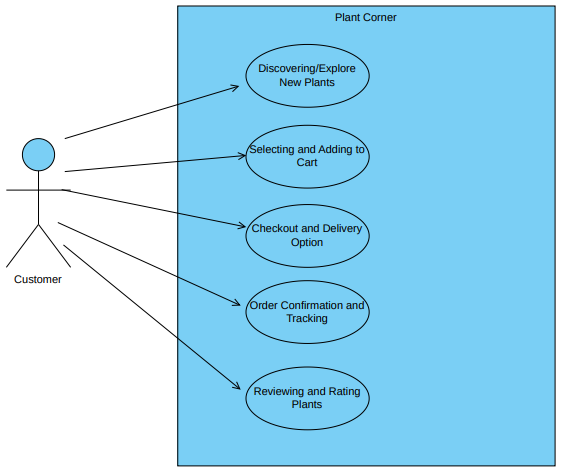 Plant Corner
Discovering/Explore
New Plants
Selecting and Adding to
Cart
Checkout and Delivery
Option
Customer
Order Confirmation and
Tracking
Reviewing and Rating
Plants